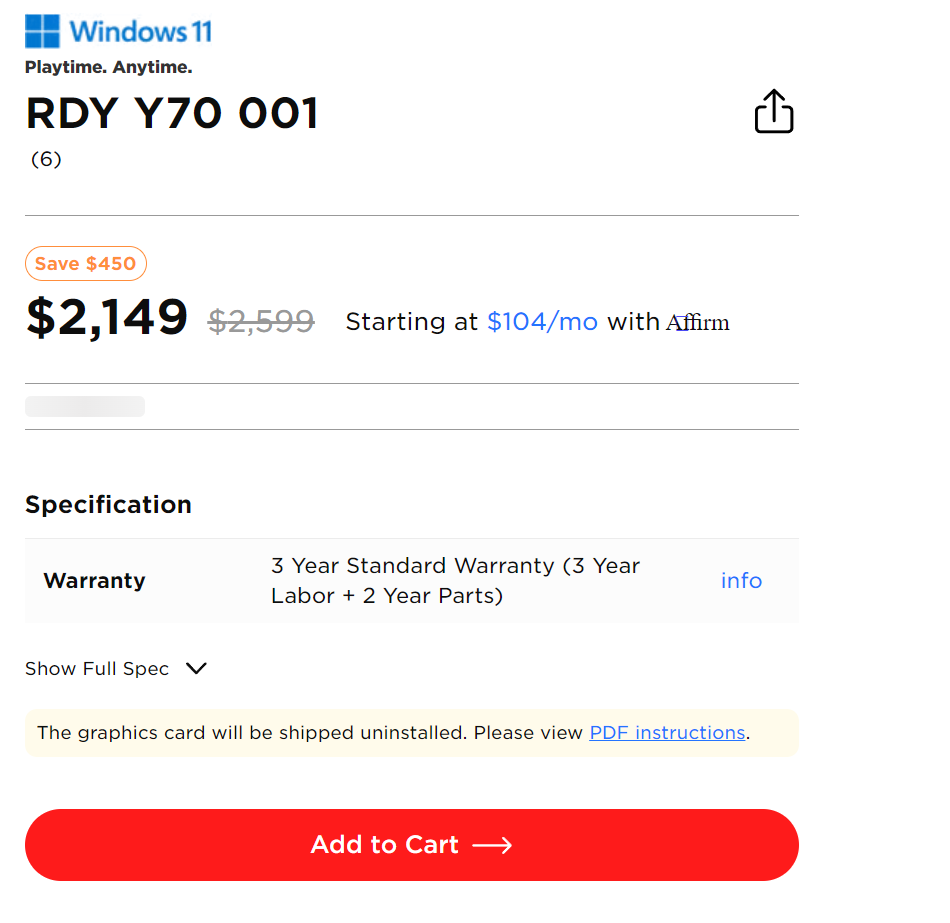 Windows 11
Playtime. Anytime.
RDY Y70 001
(6)
Save $450
$2,149 $2,599 Starting at $104/mo with Affirm
Specification
Warranty
3 Year Standard Warranty (3 Year
Labor + 2 Year Parts)
info
Show Full Spec
The graphics card will be shipped uninstalled. Please view PDF instructions.
Add to Cart